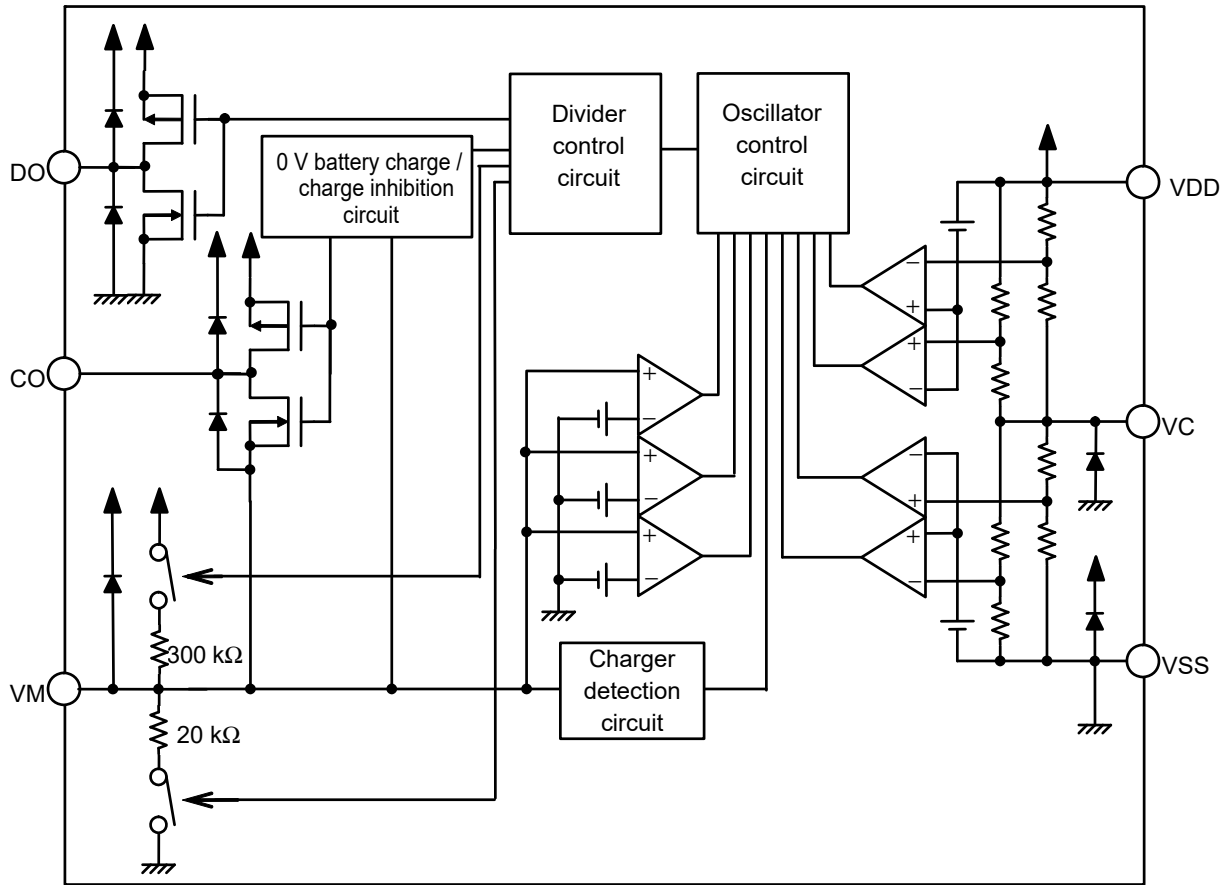 Divider
control
circuit
Oscillator
control
circuit
0 V battery charge /
charge inhibition
circuit
DO
VDD
CO
VC
−
+
+
−
+
−
+
−
+
−
−
+
+
−
300 kΩ
VM
20 kΩ
Charger
detection
circuit
VSS